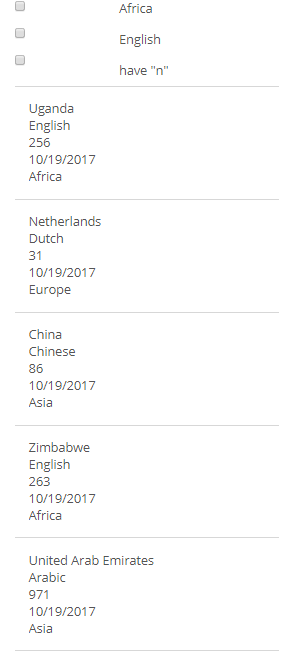 Africa
English
have "n"
Uganda
English
256
10/19/2017
Africa
Netherlands
Dutch
31
10/19/2017
Europe
China
Chinese
86
10/19/2017
Asia
Zimbabwe
English
263
10/19/2017
Africa
United Arab Emirates
Arabic
971
10/19/2017
Asia